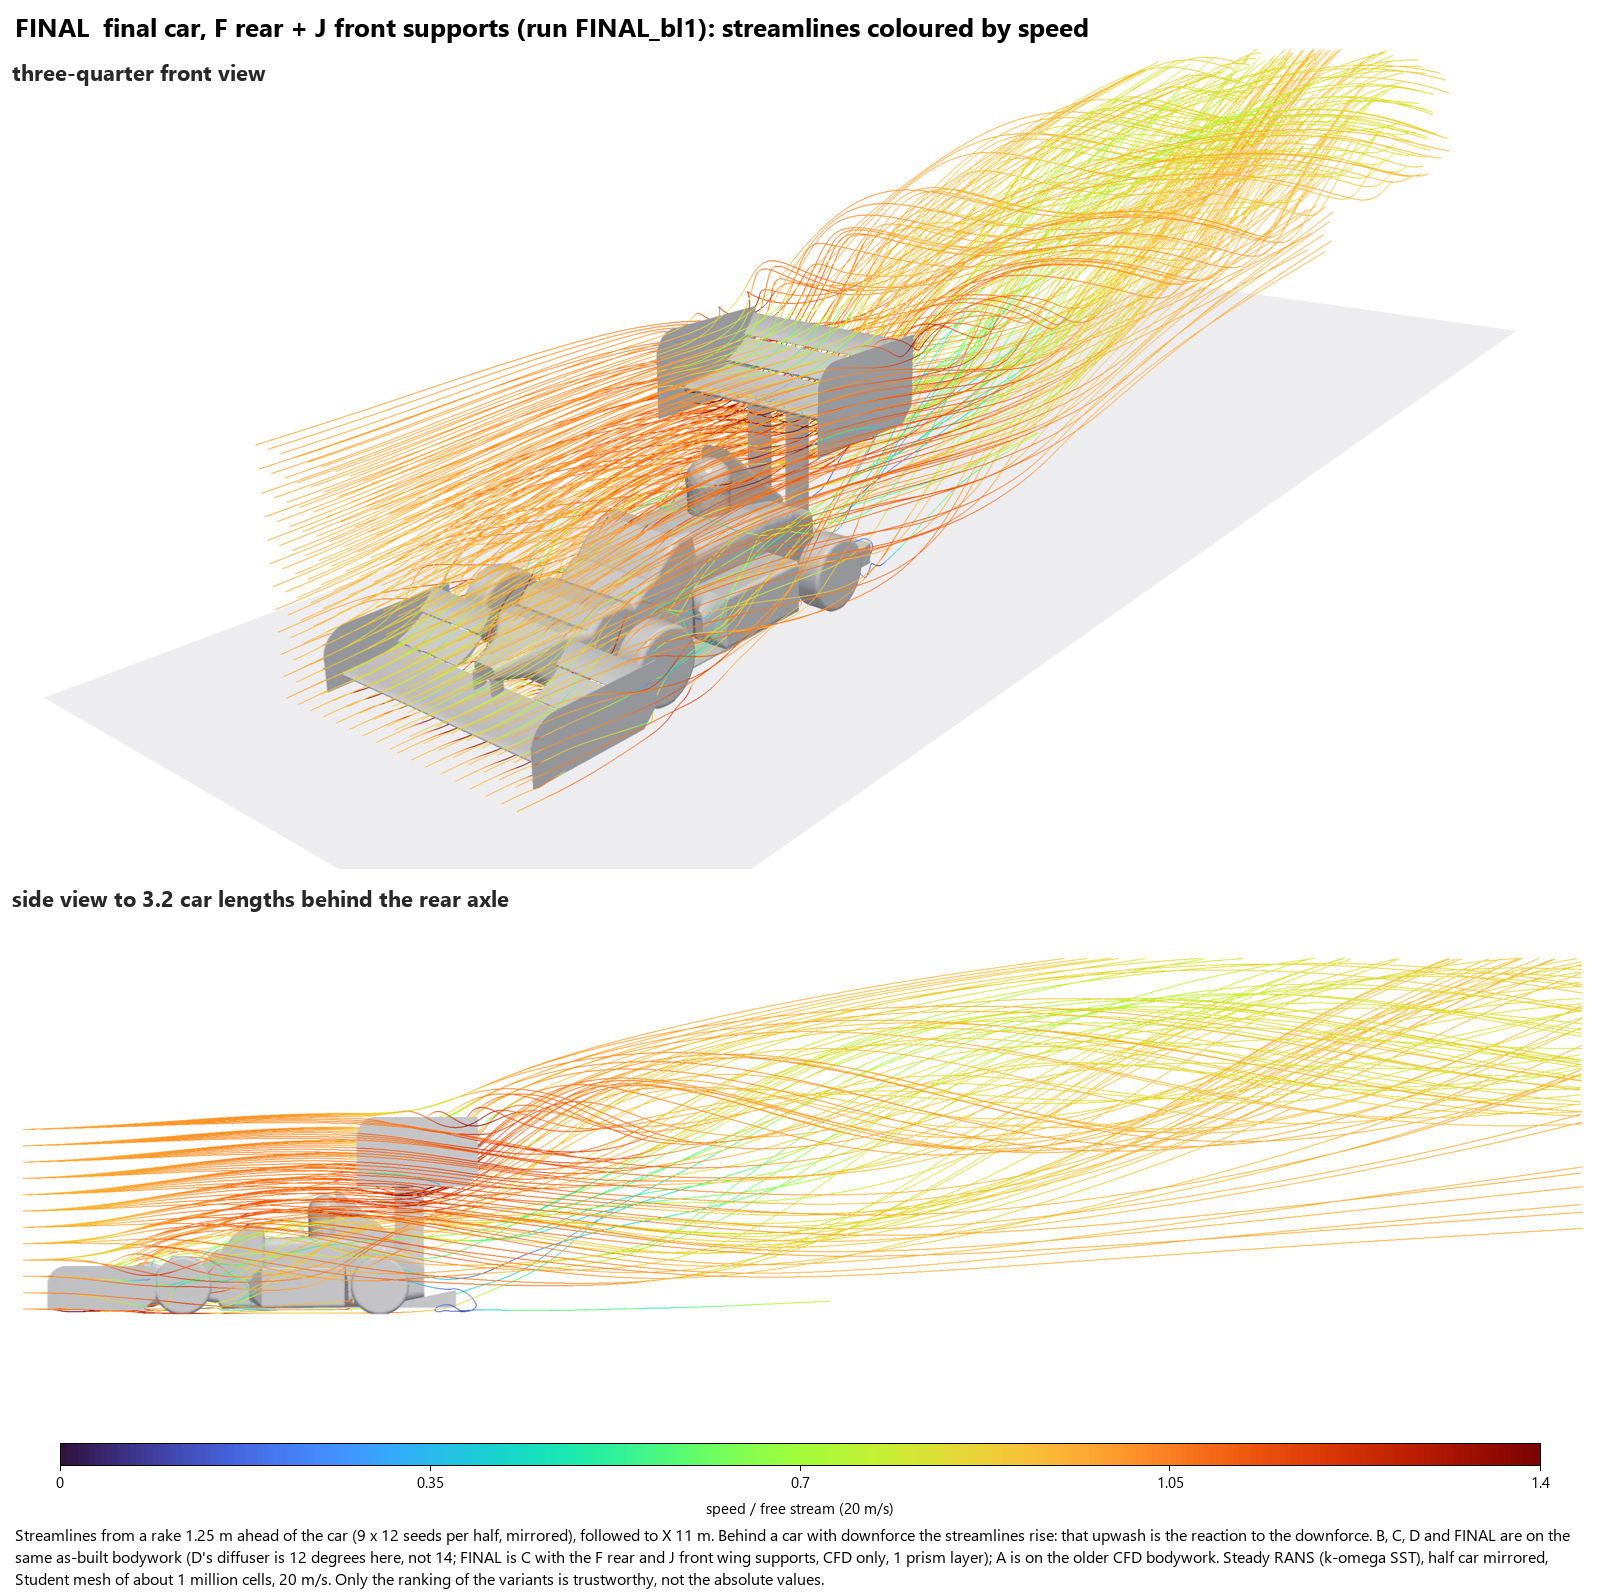 FINAL  final car, F rear + J front supports (run FINAL_bl1): streamlines coloured by speed
three-quarter front view
side view to 3.2 car lengths behind the rear axle
0 0.35 0.7 1.05 1.4
speed / free stream (20 m/s)
Streamlines from a rake 1.25 m ahead of the car (9 x 12 seeds per half, mirrored), followed to X 11 m. Behind a car with downforce the streamlines rise: that upwash is the reaction to the downforce. B, C, D and FINAL are on the
same as-built bodywork (D's diffuser is 12 degrees here, not 14; FINAL is C with the F rear and J front wing supports, CFD only, 1 prism layer); A is on the older CFD bodywork. Steady RANS (k-omega SST), half car mirrored,
Student mesh of about 1 million cells, 20 m/s. Only the ranking of the variants is trustworthy, not the absolute values.